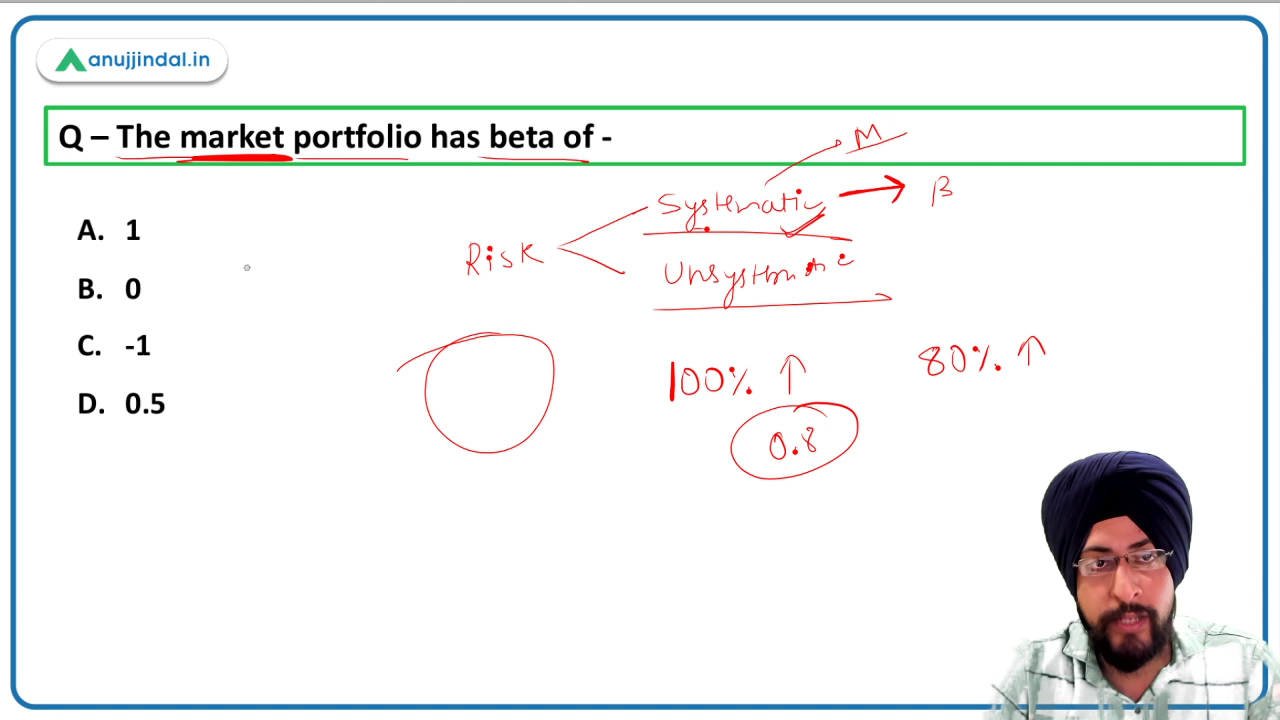 anujjindal.in
Q – The market portfolio has beta of -
M
Systematic β
A. 1
Risk
B. 0
C. -1
100% ↑ 80% ↑
D. 0.5
0.8